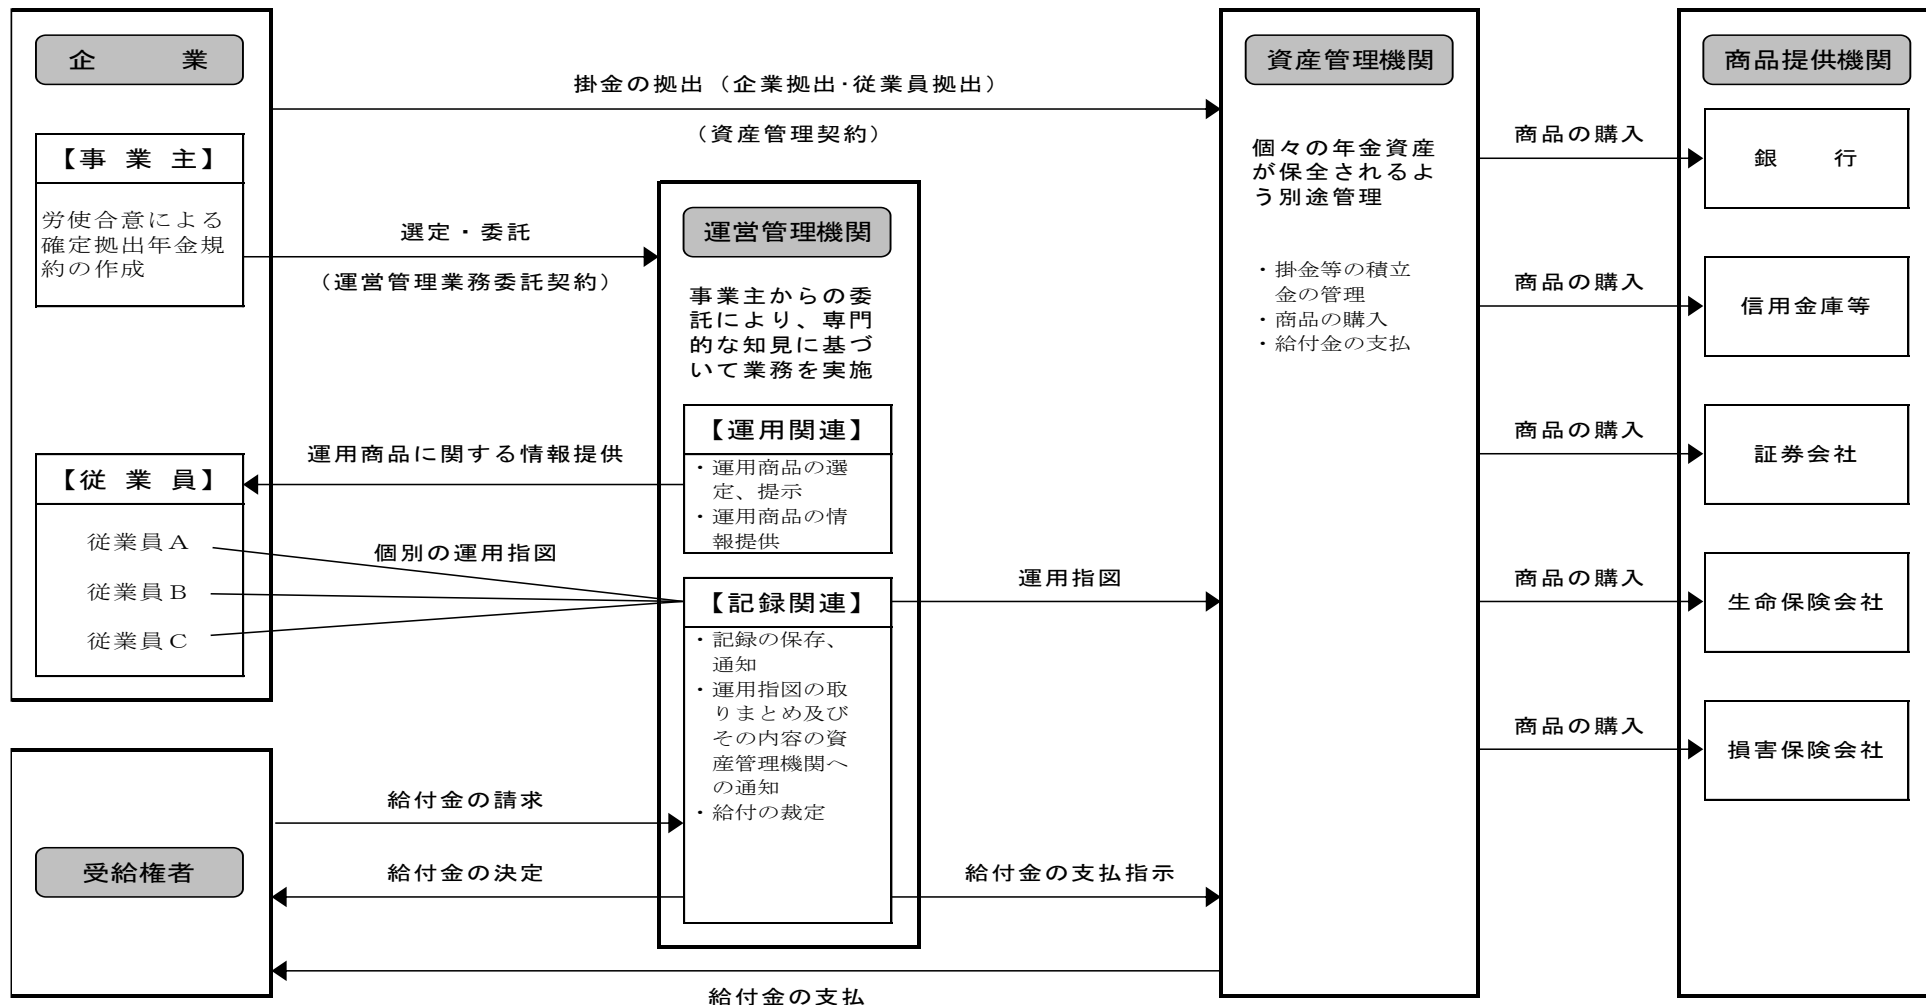 企　　業
【事 業 主】
労使合意による
確定拠出年金規
約の作成
【従 業 員】
従業員A
従業員B
従業員C
受給権者
掛金の拠出（企業拠出･従業員拠出）
（資産管理契約）
選定・委託
（運営管理業務委託契約）
運用商品に関する情報提供
個別の運用指図
給付金の請求
給付金の決定
給付金の支払
運営管理機関
事業主からの委
託により、専門
的な知見に基づ
いて業務を実施
【運用関連】
・運用商品の選
定、提示
・運用商品の情
報提供
【記録関連】
・記録の保存、
通知
・運用指図の取
りまとめ及び
その内容の資
産管理機関へ
の通知
・給付の裁定
運用指図
給付金の支払指示
資産管理機関
個々の年金資産
が保全されるよ
う別途管理
・掛金等の積立
金の管理
・商品の購入
・給付金の支払
商品の購入
商品の購入
商品の購入
商品の購入
商品の購入
商品提供機関
銀　　行
信用金庫等
証券会社
生命保険会社
損害保険会社